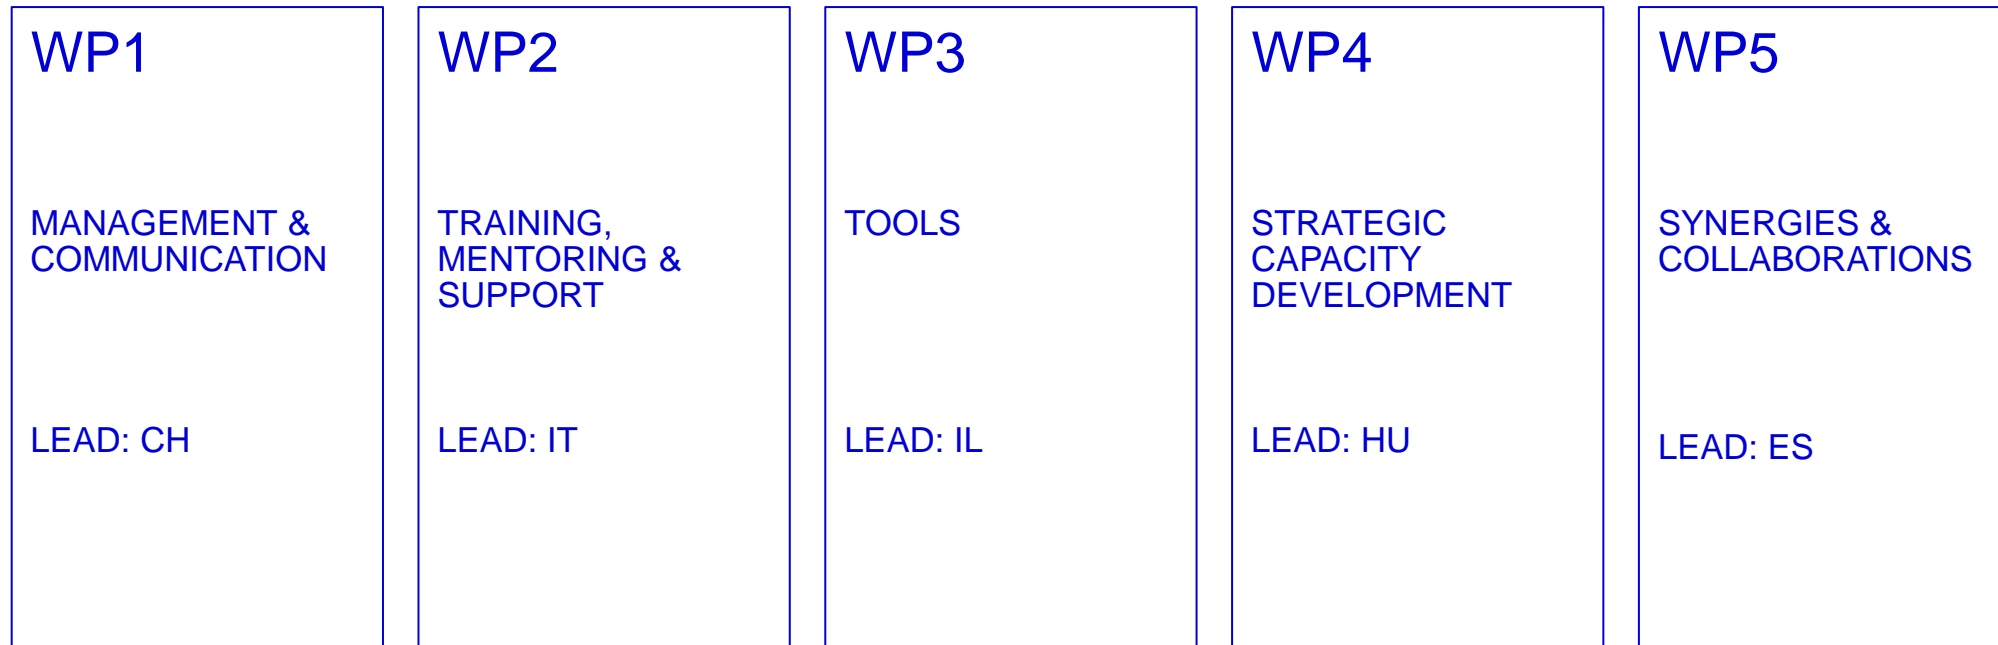 WP1
MANAGEMENT &
COMMUNICATION
LEAD: CH
WP2
TRAINING,
MENTORING &
SUPPORT
LEAD: IT
WP3
TOOLS
LEAD: IL
WP4
STRATEGIC
CAPACITY
DEVELOPMENT
LEAD: HU
WP5
SYNERGIES &
COLLABORATIONS
LEAD: ES